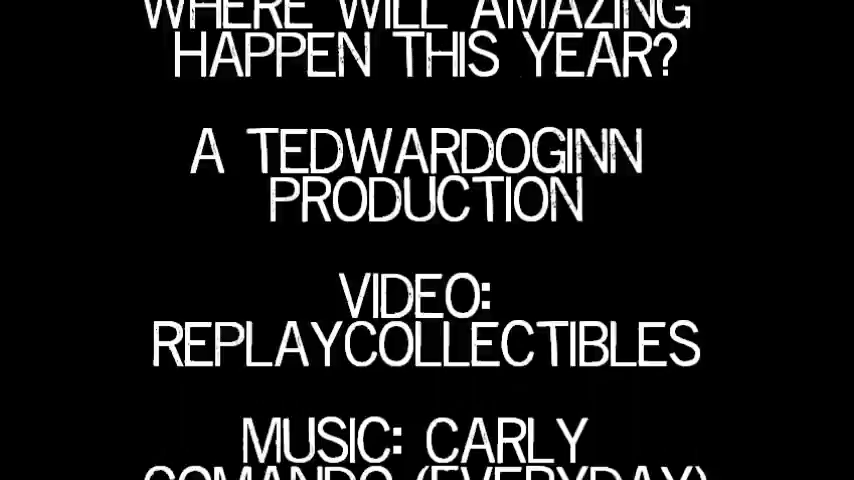 WHERE WILL AMAZING
HAPPEN THIS YEAR?
A TEDWARDOGINN
PRODUCTION
VIDEO:
REPLAYCOLLECTIBLES
MUSIC: CARLY
COMANDO (EVERYDAY)